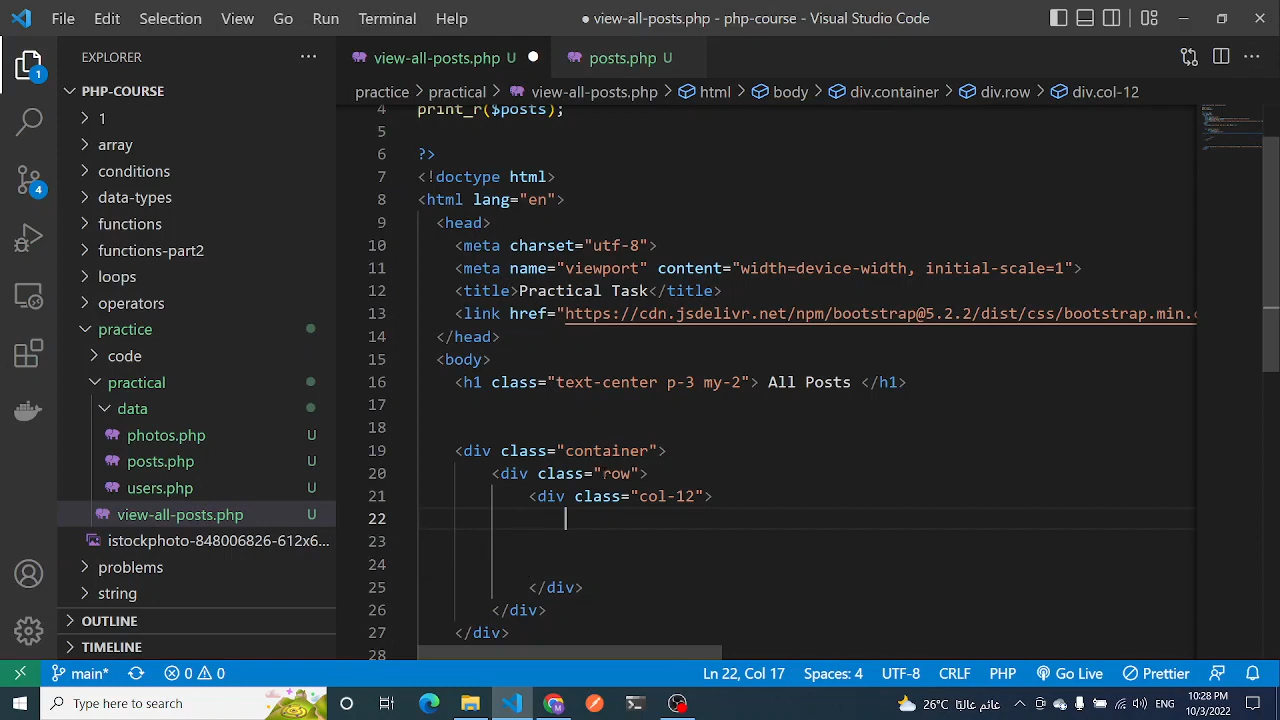 File Edit Selection View Go Run Terminal Help ● view-all-posts.php - php-course - Visual Studio Code
EXPLORER
view-all-posts.php U
posts.php U
practice > practical > view-all-posts.php > html > body > div.container > div.row > div.col-12
PHP-COURSE
1
array
conditions
data-types
functions
functions-part2
loops
operators
practice
code
practical
data
photos.php U
posts.php U
users.php U
view-all-posts.php U
istockphoto-848006826-612x6...
problems
string
OUTLINE
TIMELINE
1
4
4 print_r($posts);
5
6 ?>
7 <!doctype html>
8 <html lang="en">
9 <head>
10 <meta charset="utf-8">
11 <meta name="viewport" content="width=device-width, initial-scale=1">
12 <title>Practical Task</title>
13 <link href="https://cdn.jsdelivr.net/npm/bootstrap@5.2.2/dist/css/bootstrap.min.c
14 </head>
15 <body>
16 <h1 class="text-center p-3 my-2"> All Posts </h1>
17
18
19 <div class="container">
20 <div class="row">
21 <div class="col-12">
22
23
24
25 </div>
26 </div>
27 </div>
28
main* 0 0 Ln 22, Col 17 Spaces: 4 UTF-8 CRLF PHP Go Live Prettier
Type here to search
26°C
10:28 PM
10/3/2022